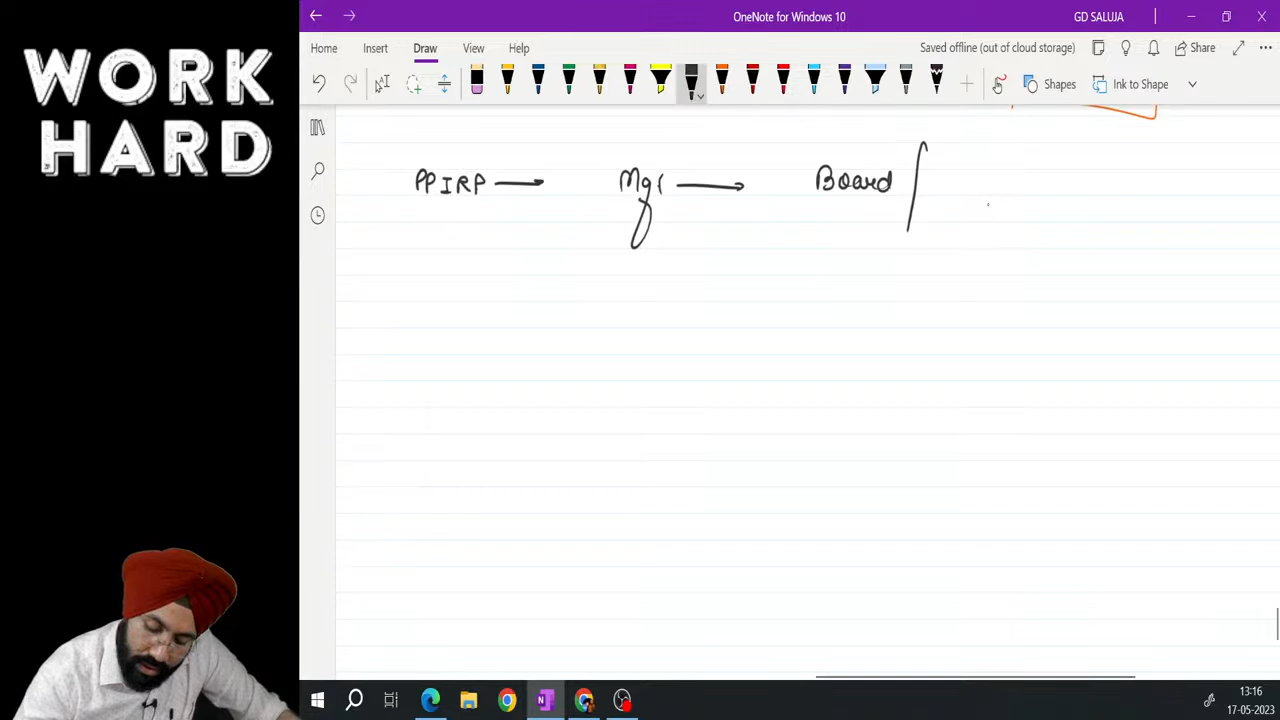 WORK
HARD
OneNote for Windows 10
GD SALUJA
Home Insert Draw View Help
Saved offline (out of cloud storage)
Share
Shapes
Ink to Shape
PPIRP → Mgt → Board /
13:16
17-05-2023